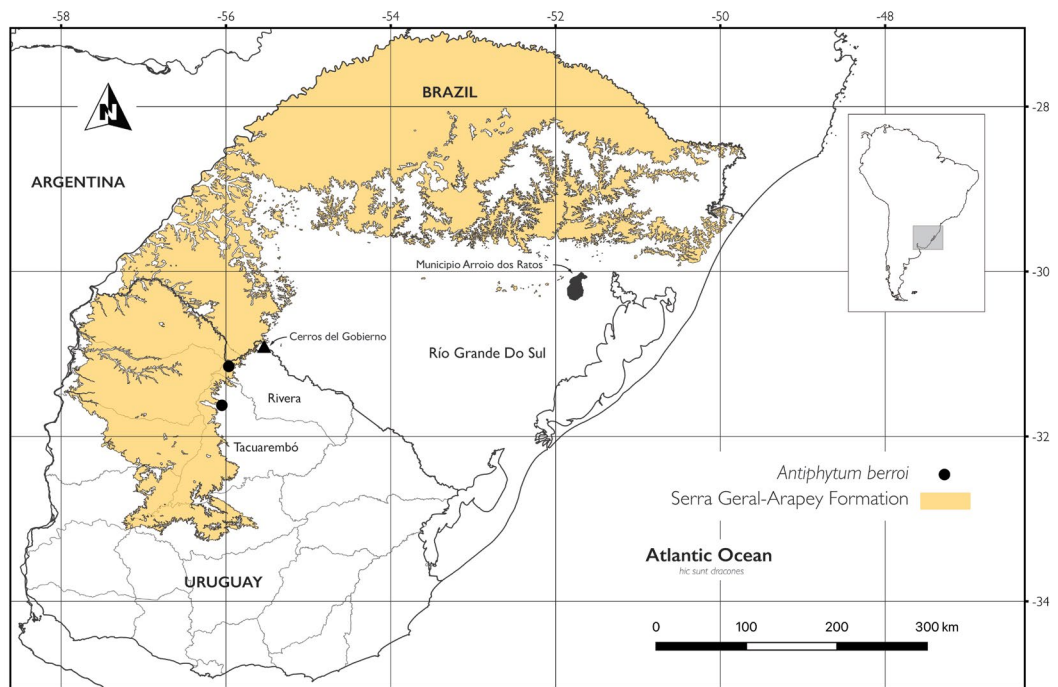 -58 -56 -54 -52 -50 -48
BRAZIL
N
-28
ARGENTINA
Municipio Arroio dos Ratos
-30
Cerros del Gobierno
Río Grande Do Sul
Rivera
-32
Tacuarembó
Antiphytum berroi
Serra Geral-Arapey Formation
Atlantic Ocean
hic sunt dracones
URUGUAY
-34
0 100 200 300 km